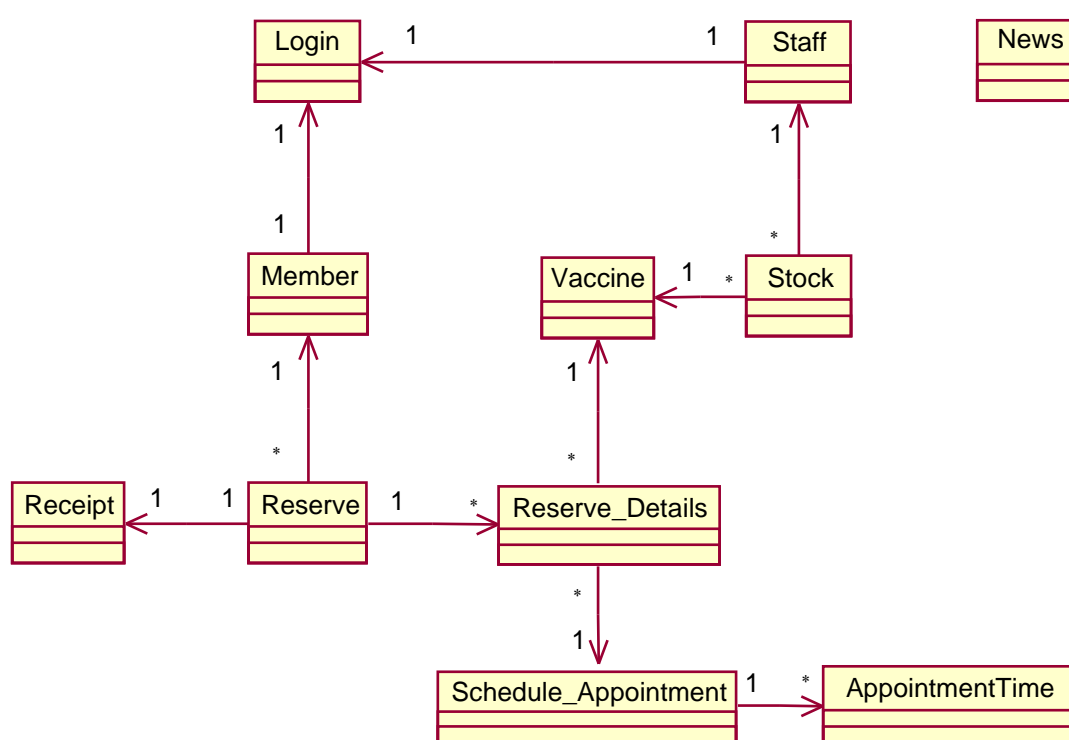 Login
1
1
Staff
News
1
1
1
*
Member
Vaccine
1
*
Stock
1
*
1
*
Receipt
1
1
Reserve
1
*
Reserve_Details
*
1
Schedule_Appointment
1
*
AppointmentTime